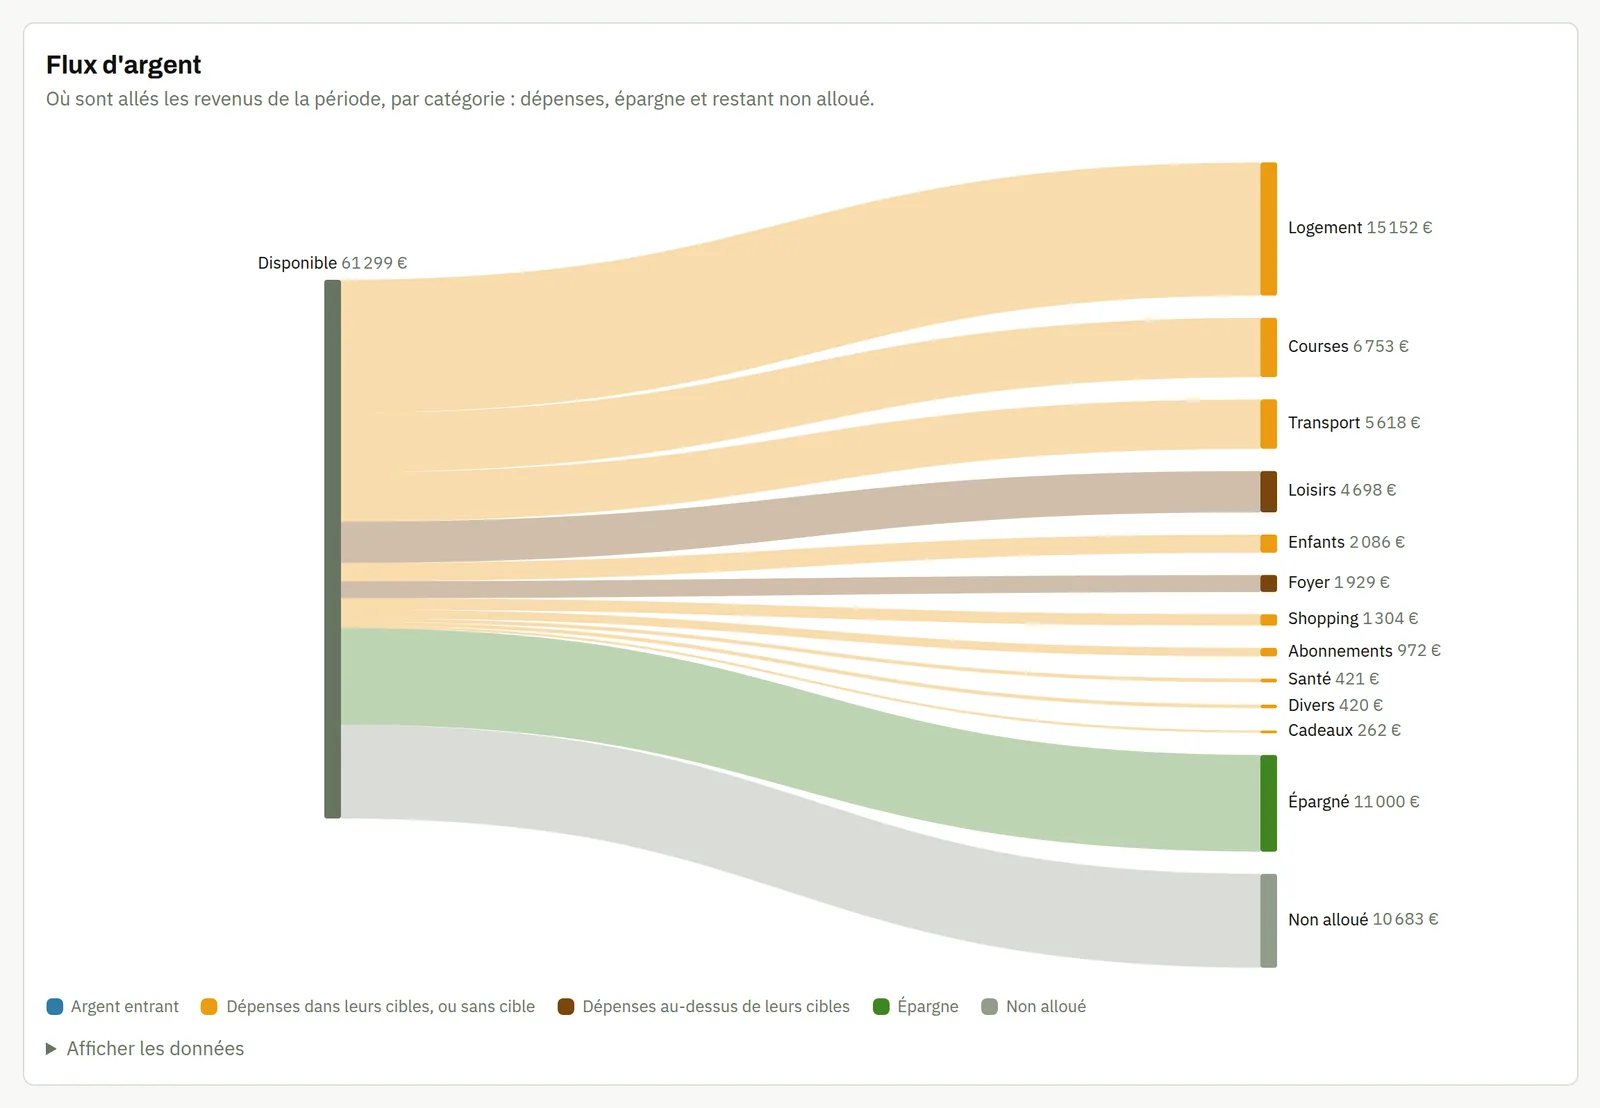 Flux d'argent
Où sont allés les revenus de la période, par catégorie : dépenses, épargne et restant non alloué.
Disponible 61 299 €
Logement 15 152 €
Courses 6 753 €
Transport 5 618 €
Loisirs 4 698 €
Enfants 2 086 €
Foyer 1 929 €
Shopping 1 304 €
Abonnements 972 €
Santé 421 €
Divers 420 €
Cadeaux 262 €
Épargné 11 000 €
Non alloué 10 683 €
Argent entrant Dépenses dans leurs cibles, ou sans cible Dépenses au-dessus de leurs cibles Épargne Non alloué
Afficher les données